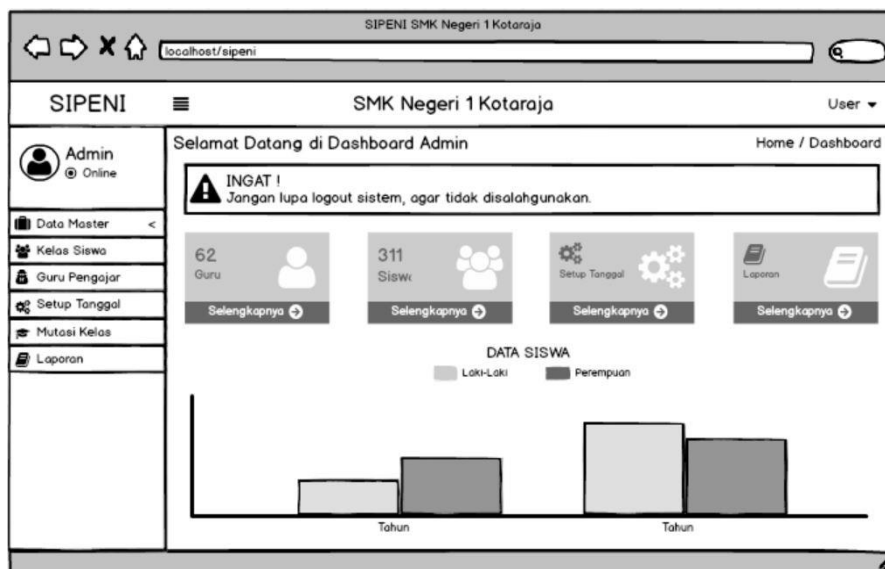 SIPENI SMK Negeri 1 Kotaraja
localhost/sipeni
SIPENI
SMK Negeri 1 Kotaraja
User
Selamat Datang di Dashboard Admin
Home / Dashboard
Admin
Online
INGAT !
Jangan lupa logout sistem, agar tidak disalahgunakan.
Data Master <
Kelas Siswa
Guru Pengajar
Setup Tanggal
Mutasi Kelas
Laporan
62
Guru
Selengkapnya
311
Sisw
Selengkapnya
Setup Tanggal
Selengkapnya
Laporan
Selengkapnya
DATA SISWA
Laki-Laki
Perempuan
Tahun
Tahun